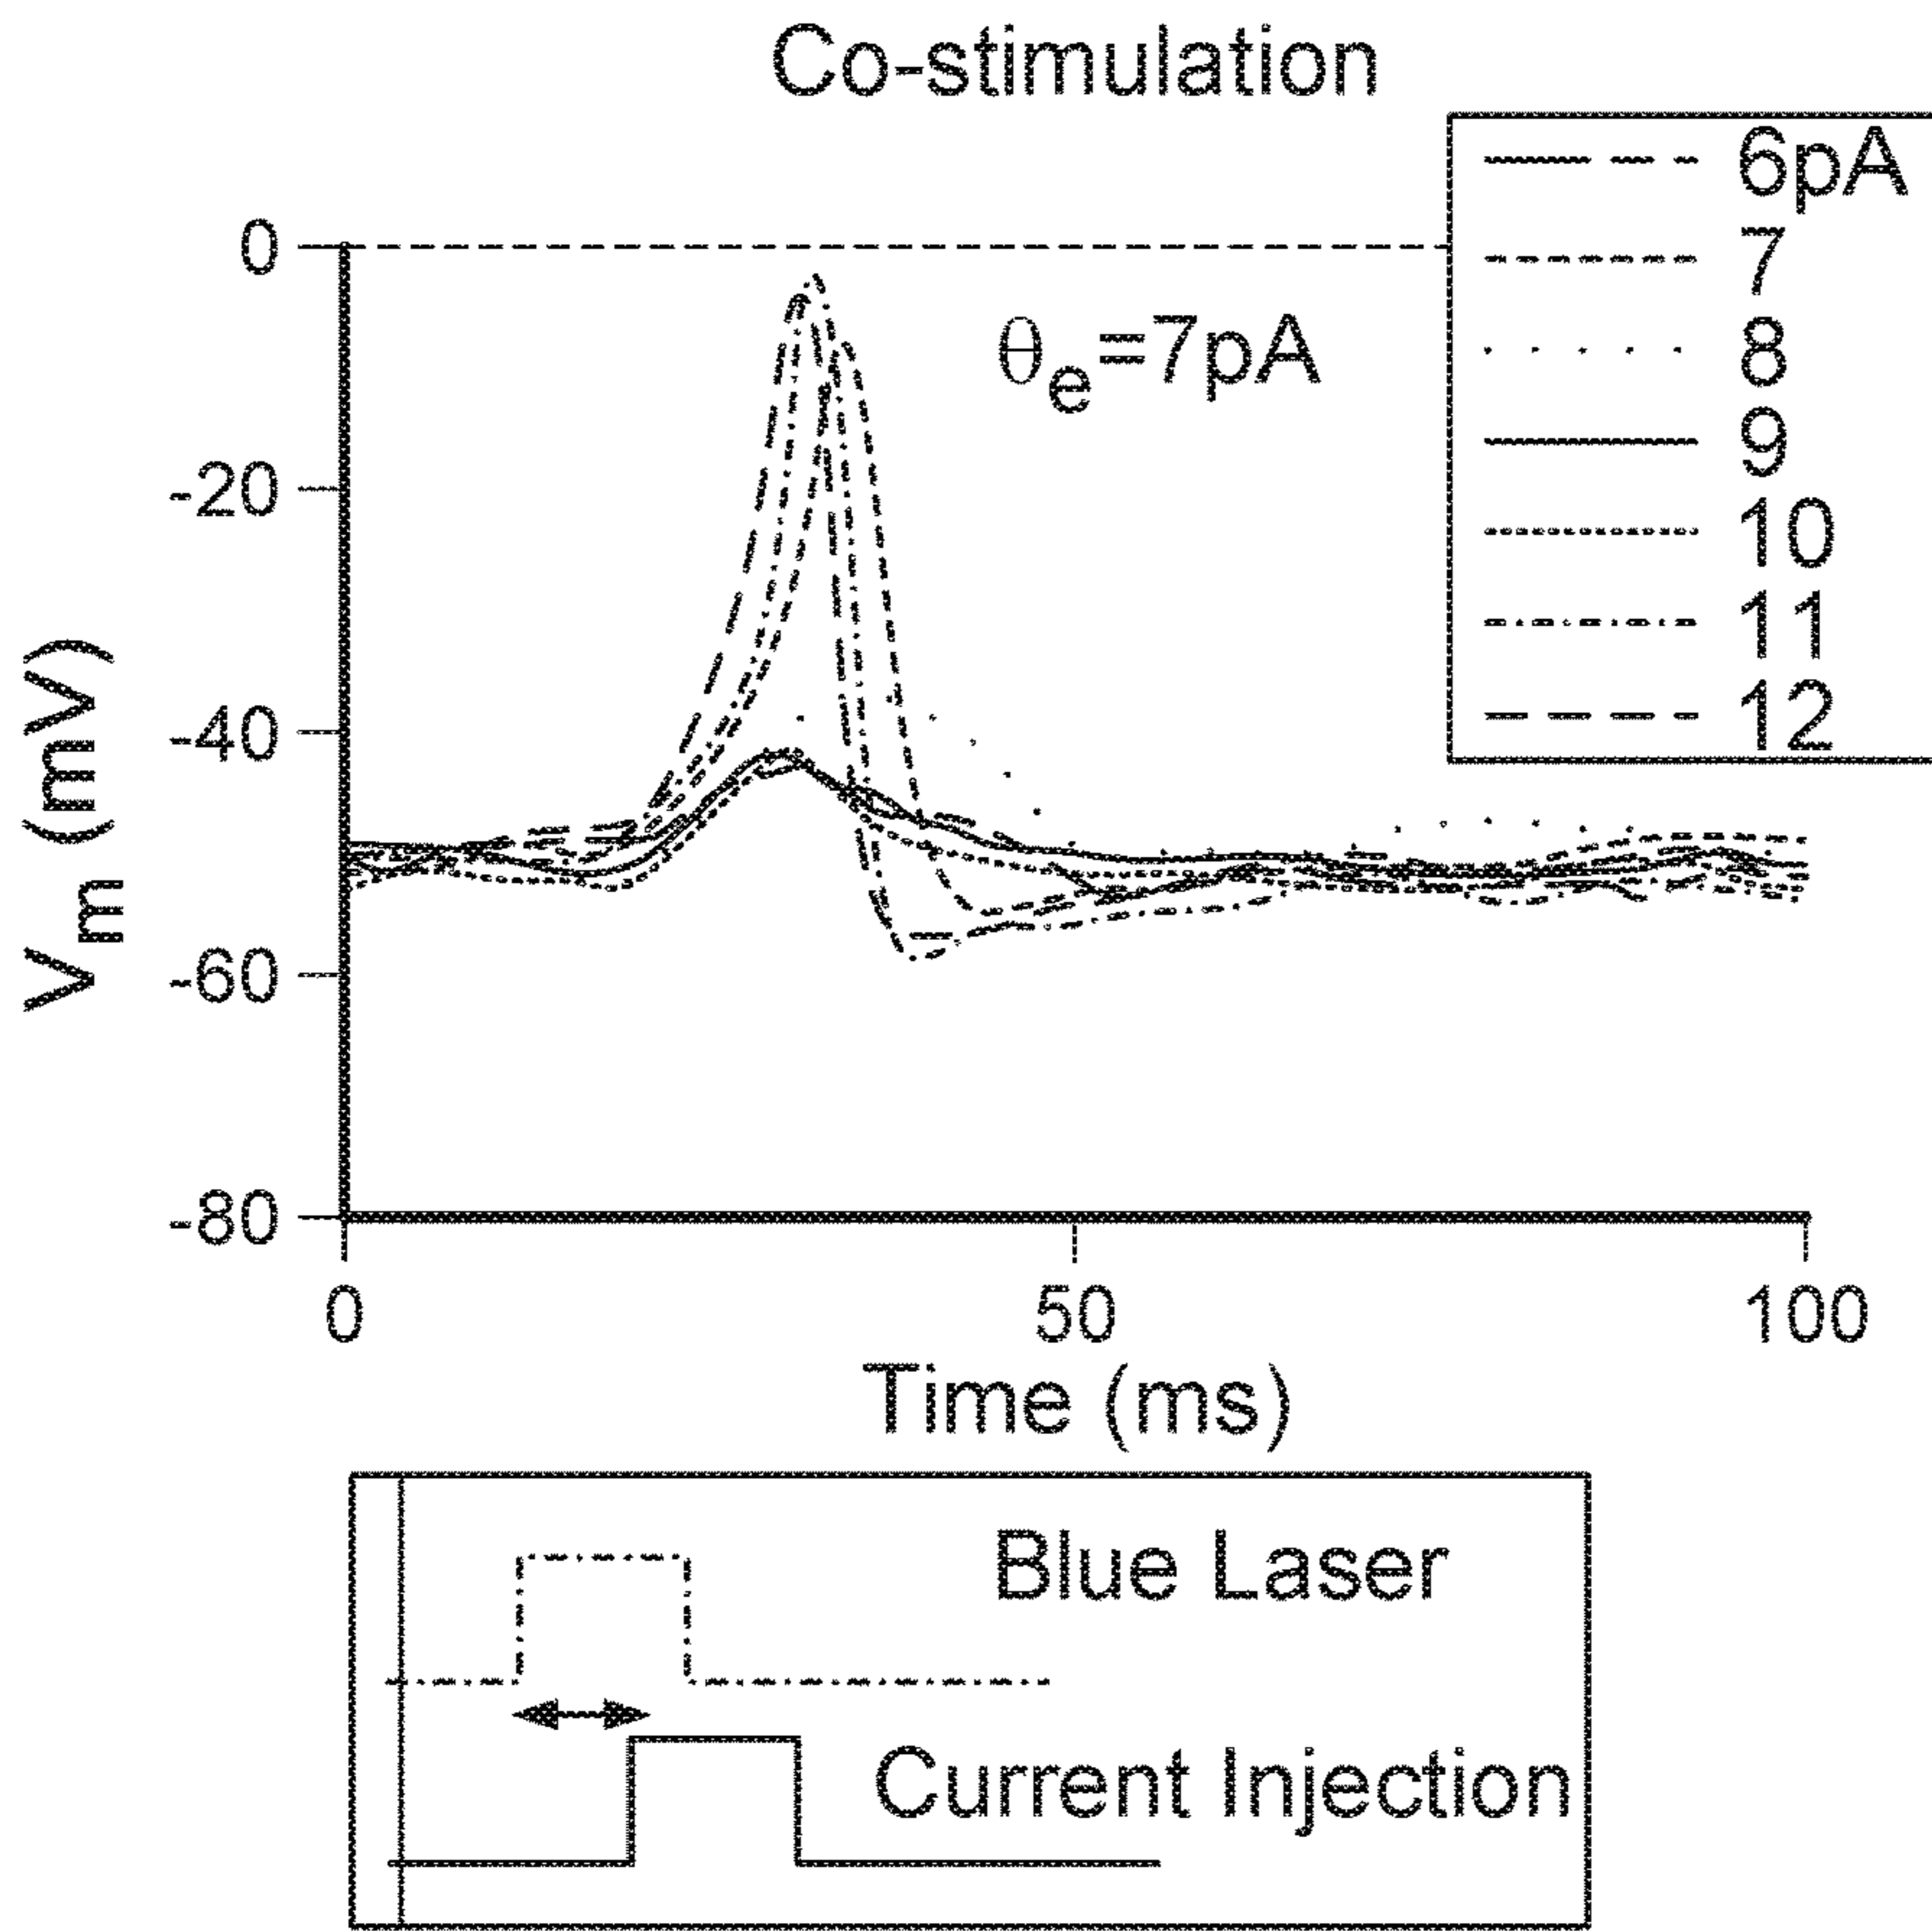 Co-stimulation
6pA
7
8
9
10
11
12
θe=7pA
Vm (mV)
0
-20
-40
-60
-80
0 50 100
Time (ms)
Blue Laser
Current Injection